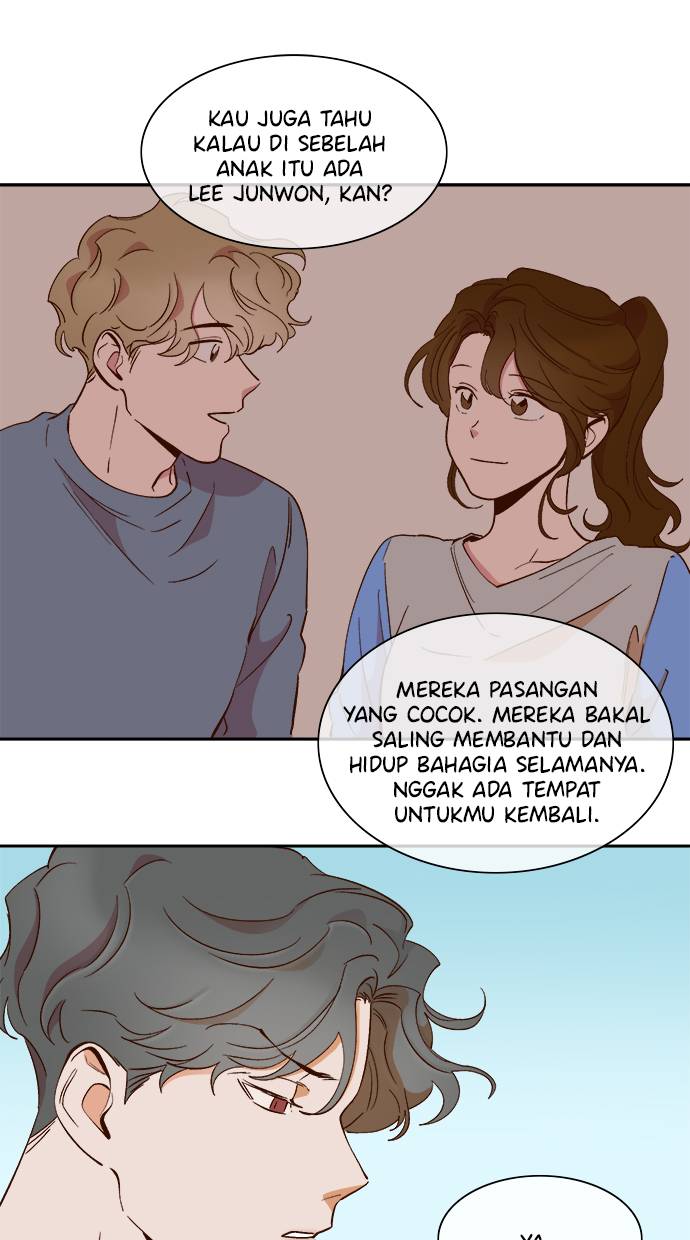 KAU JUGA TAHU
KALAU DI SEBELAH
ANAK ITU ADA
LEE JUNWON, KAN?
MEREKA PASANGAN
YANG COCOK. MEREKA BAKAL
SALING MEMBANTU DAN
HIDUP BAHAGIA SELAMANYA.
NGGAK ADA TEMPAT
UNTUKMU KEMBALI.
YA